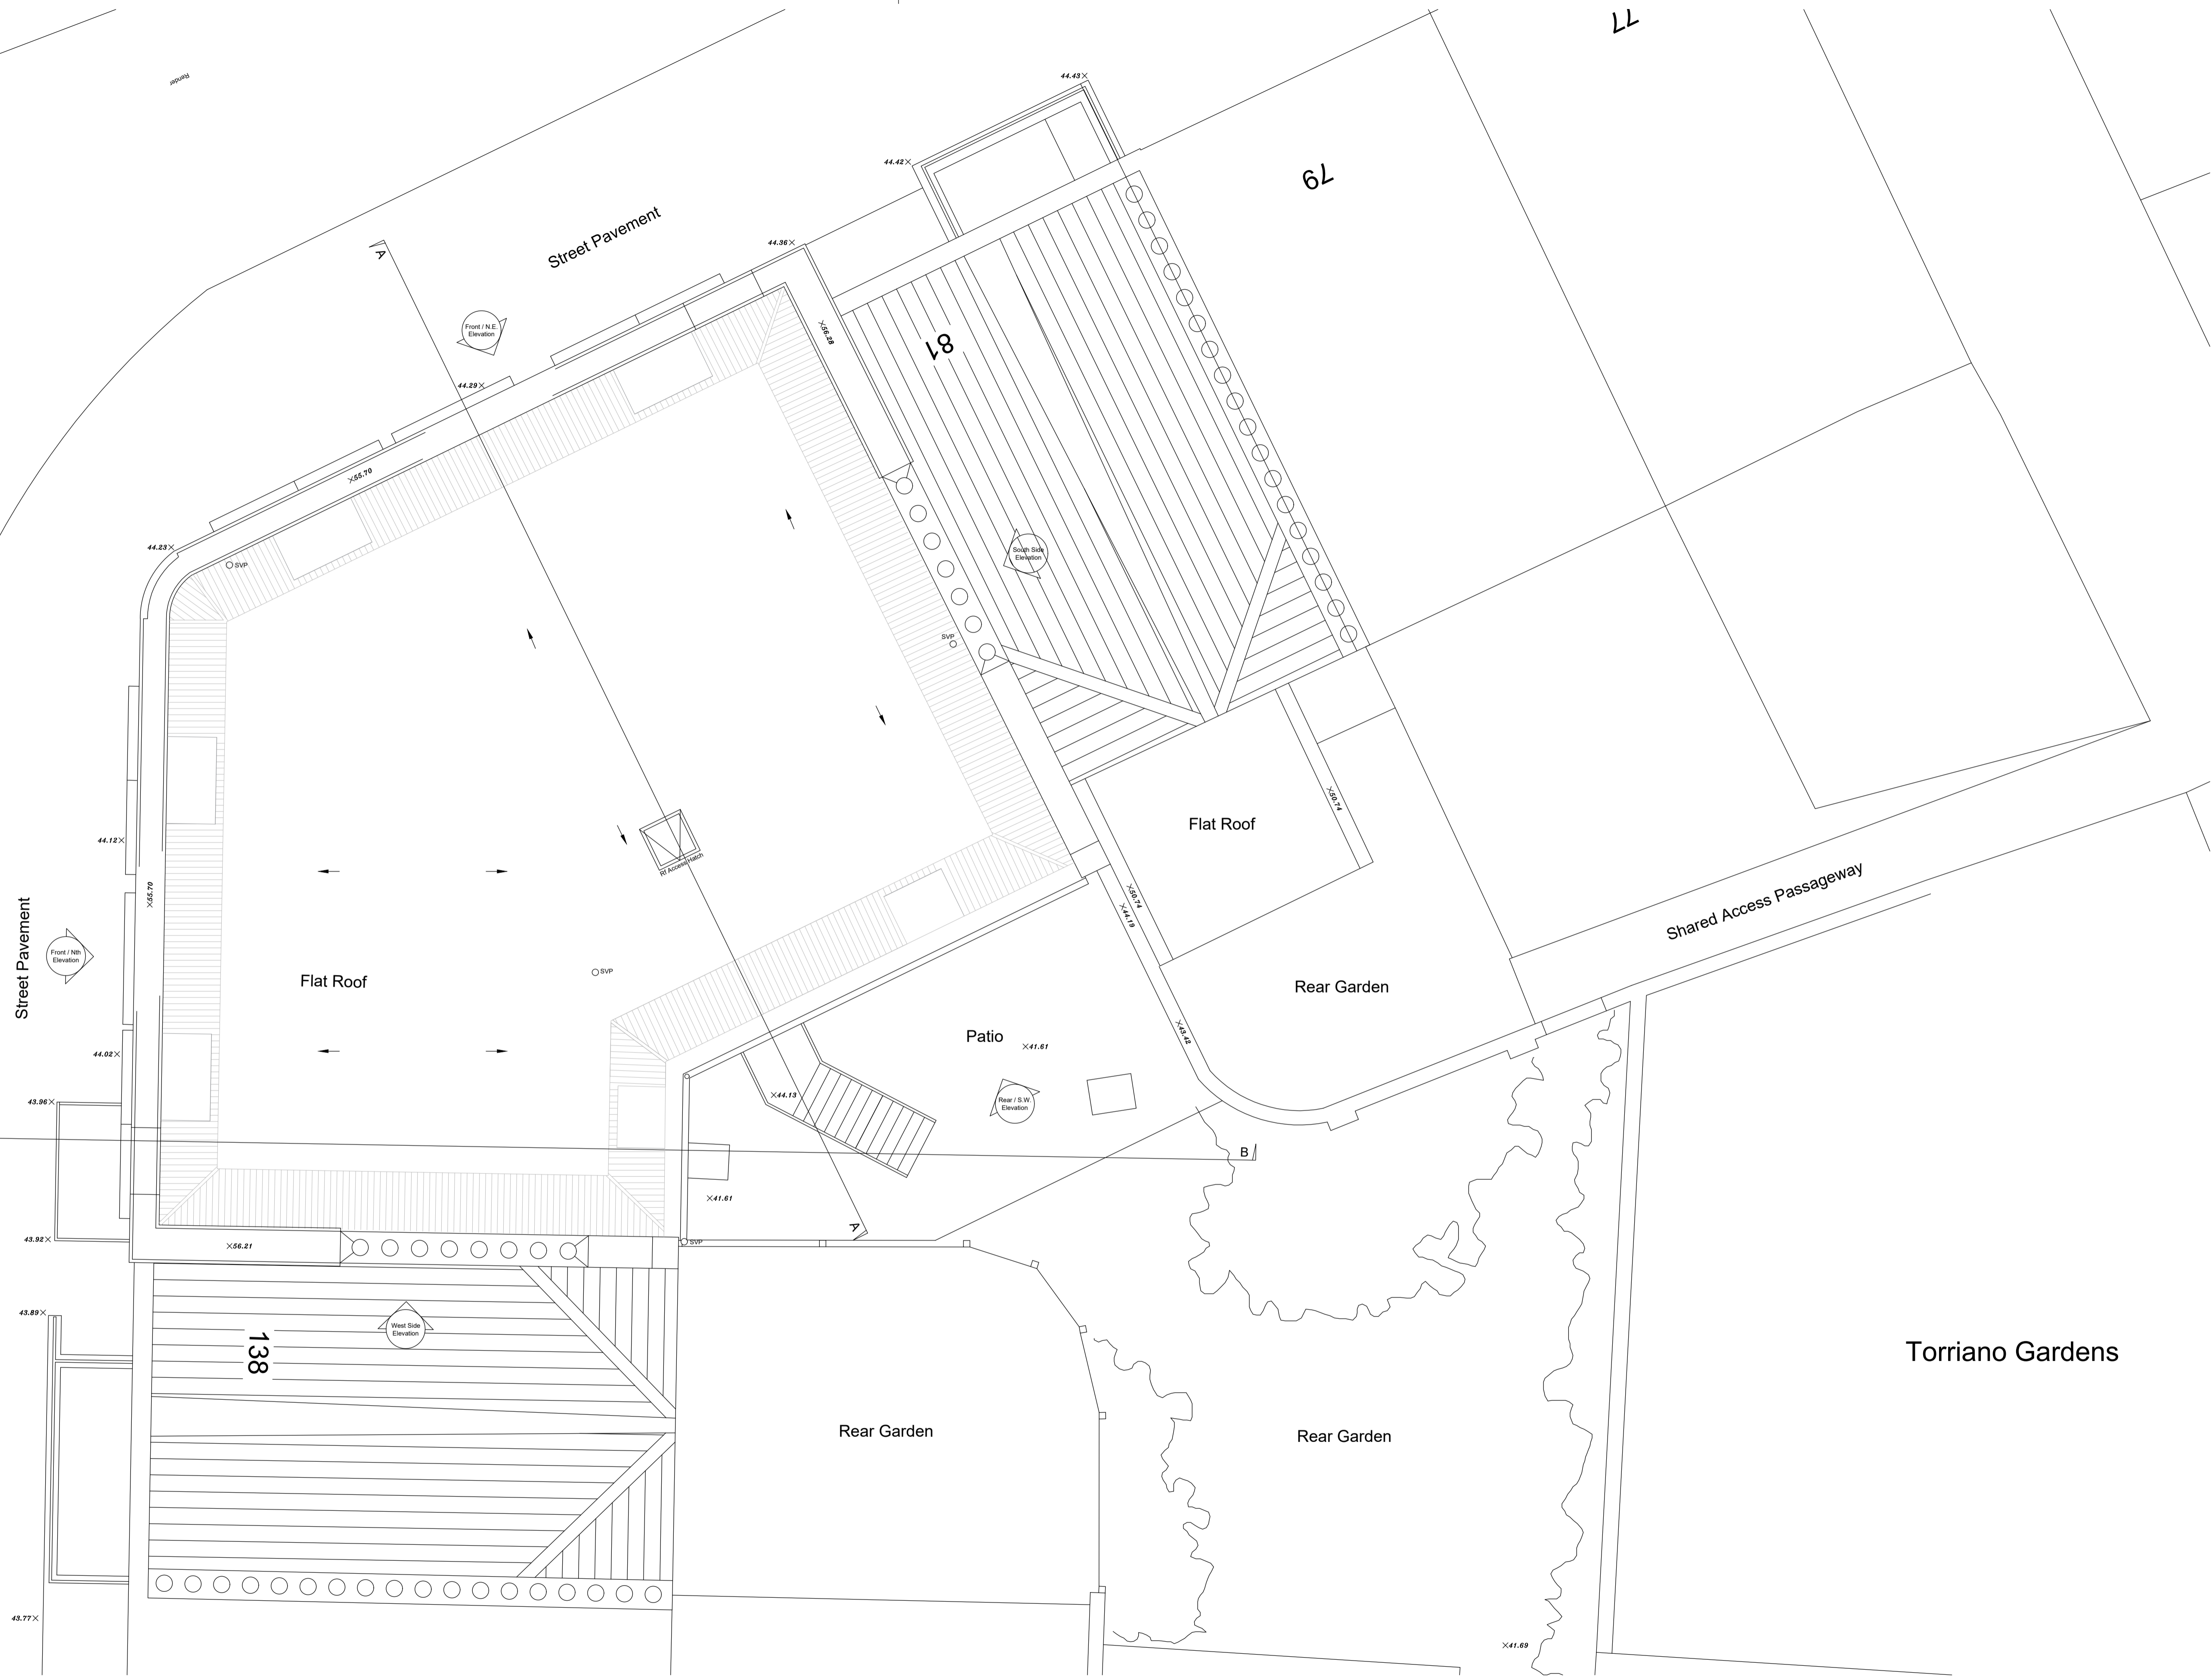 77
Render
44.43
44.42
79
Street Pavement
44.36
A
Front / N.E.
Elevation
56.28
81
44.29
55.70
44.23
SVP
South Side
Elevation
SVP
44.12
50.74
Flat Roof
Rf Access Hatch
55.70
50.74
44.19
Shared Access Passageway
Street Pavement
Front / Nth
Elevation
Flat Roof
SVP
Rear Garden
43.42
Patio
41.61
44.02
44.13
43.96
Rear / S.W.
Elevation
B
41.61
A
43.92
56.21
SVP
43.89
West Side
Elevation
138
Torriano Gardens
Rear Garden
Rear Garden
43.77
41.69